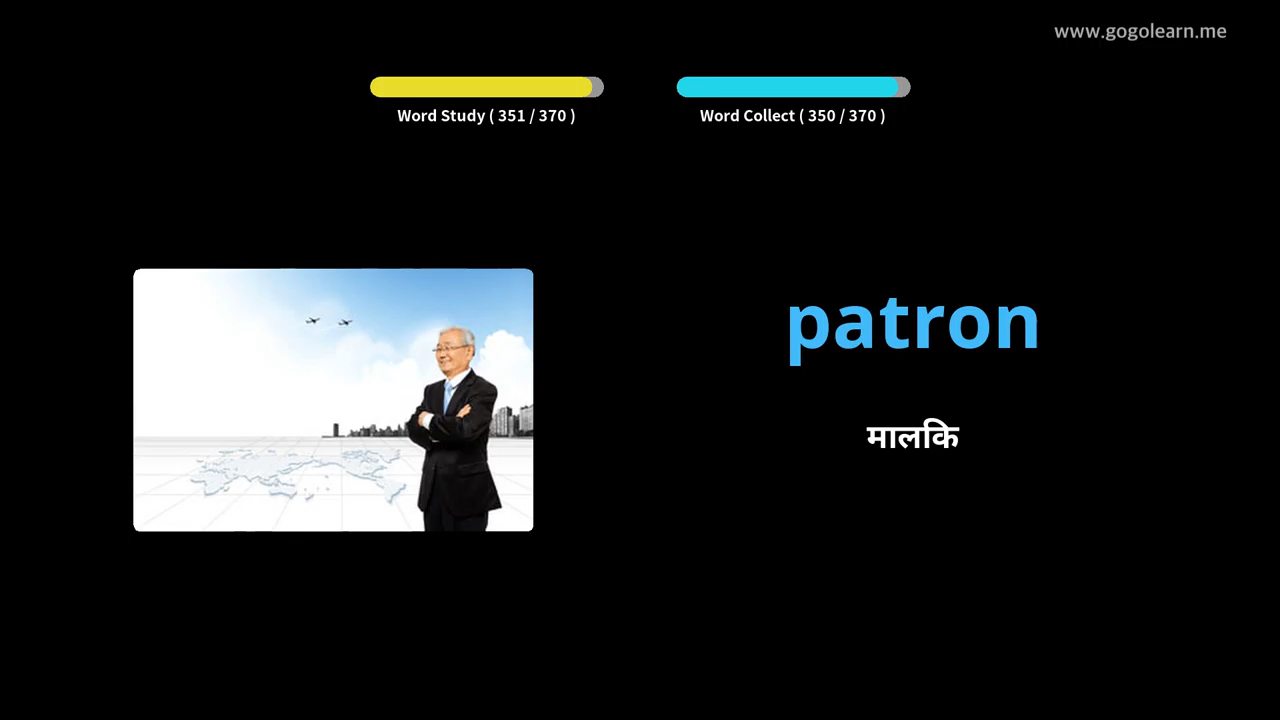 www.gogolearn.me
Word Study ( 351 / 370 )
Word Collect ( 350 / 370 )
patron
मालकि